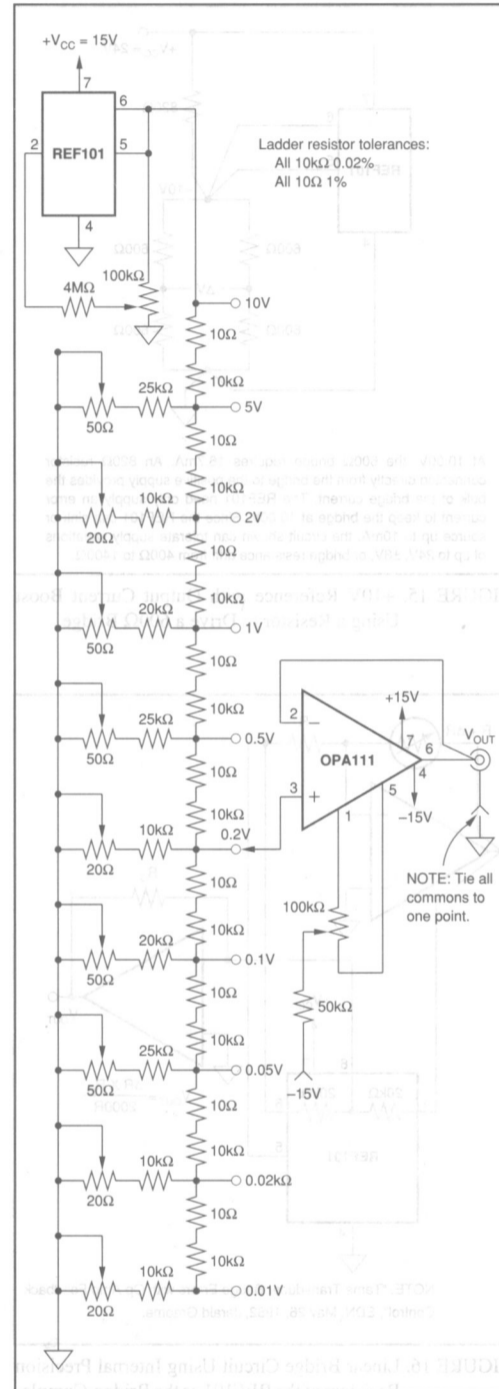 +VCC = 15V
7
6
2
REF101
5
4
Ladder resistor tolerances:
All 10kΩ 0.02%
All 10Ω 1%
100kΩ
4MΩ
10V
10Ω
10kΩ
25kΩ
5V
50Ω
10Ω
10kΩ
10kΩ
2V
20Ω
10Ω
10kΩ
20kΩ
1V
50Ω
10Ω
10kΩ
25kΩ
0.5V
50Ω
10Ω
10kΩ
10kΩ
0.2V
20Ω
10Ω
10kΩ
20kΩ
0.1V
50Ω
10Ω
10kΩ
25kΩ
0.05V
50Ω
10Ω
10kΩ
10kΩ
0.02kΩ
20Ω
10Ω
10kΩ
10kΩ
0.01V
20Ω
2
–
+15V
7
6
VOUT
OPA111
4
5
3
+
–15V
1
NOTE: Tie all
commons to
one point.
100kΩ
50kΩ
–15V